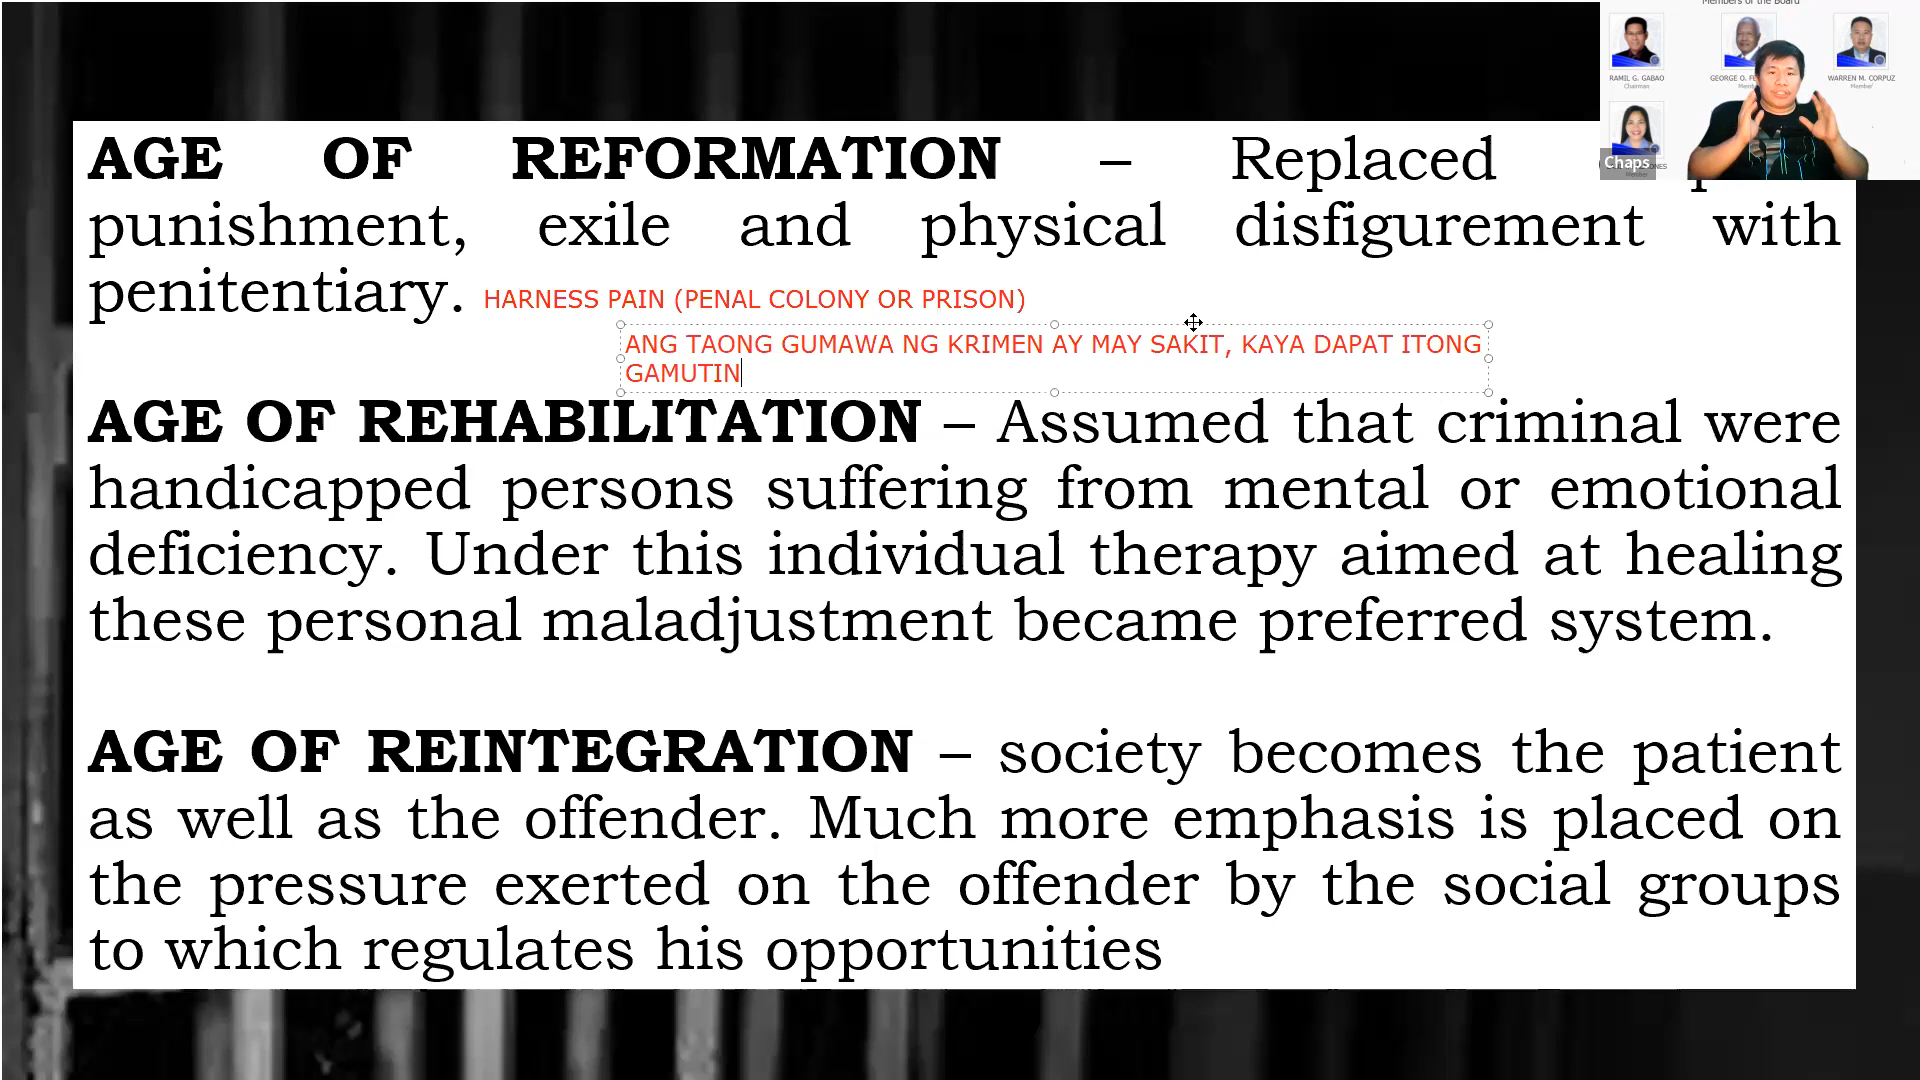 Members of the Board
RAMIL G. GABAO
Chairman
GEORGE O.
WARREN M. CORPUZ
Member
Chaps
AGE OF REFORMATION – Replaced
punishment, exile and physical disfigurement with
penitentiary. HARNESS PAIN (PENAL COLONY OR PRISON)
ANG TAONG GUMAWA NG KRIMEN AY MAY SAKIT, KAYA DAPAT ITONG
GAMUTIN
AGE OF REHABILITATION – Assumed that criminal were
handicapped persons suffering from mental or emotional
deficiency. Under this individual therapy aimed at healing
these personal maladjustment became preferred system.
AGE OF REINTEGRATION – society becomes the patient
as well as the offender. Much more emphasis is placed on
the pressure exerted on the offender by the social groups
to which regulates his opportunities